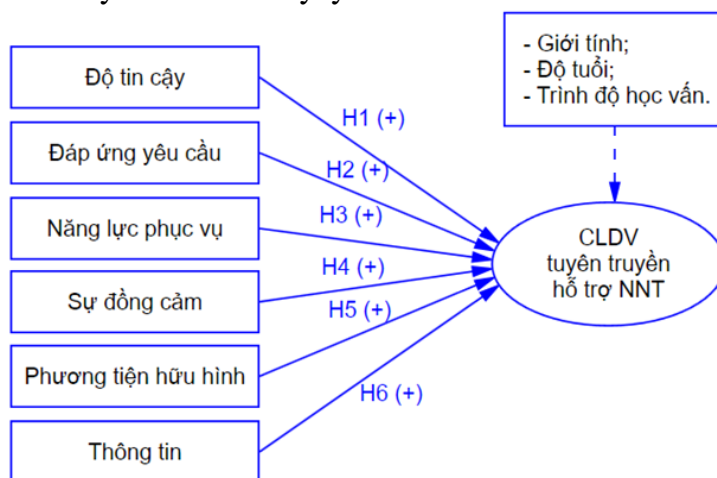 Độ tin cậy
Đáp ứng yêu cầu
Năng lực phục vụ
Sự đồng cảm
Phương tiện hữu hình
Thông tin
H1 (+)
H2 (+)
H3 (+)
H4 (+)
H5 (+)
H6 (+)
- Giới tính;
- Độ tuổi;
- Trình độ học vấn.
CLDV
tuyên truyền
hỗ trợ NNT